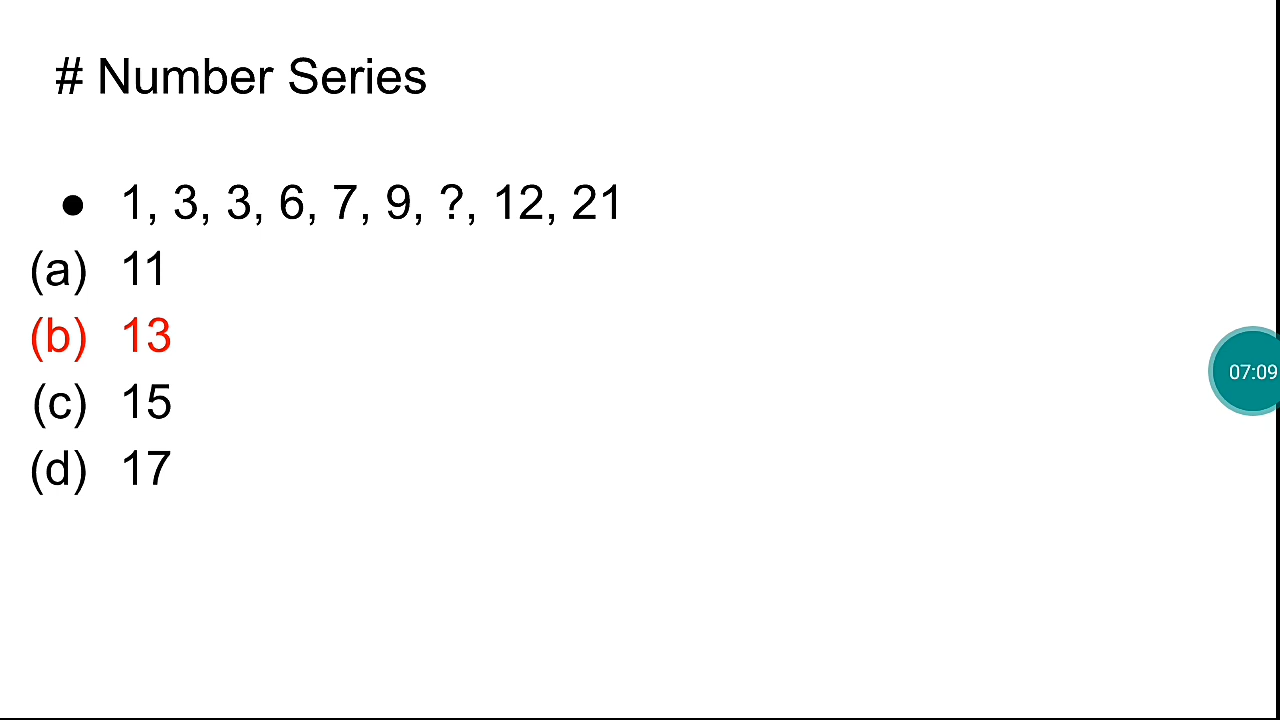 # Number Series
● 1, 3, 3, 6, 7, 9, ?, 12, 21
(a) 11
(b) 13
(c) 15
(d) 17
07:09